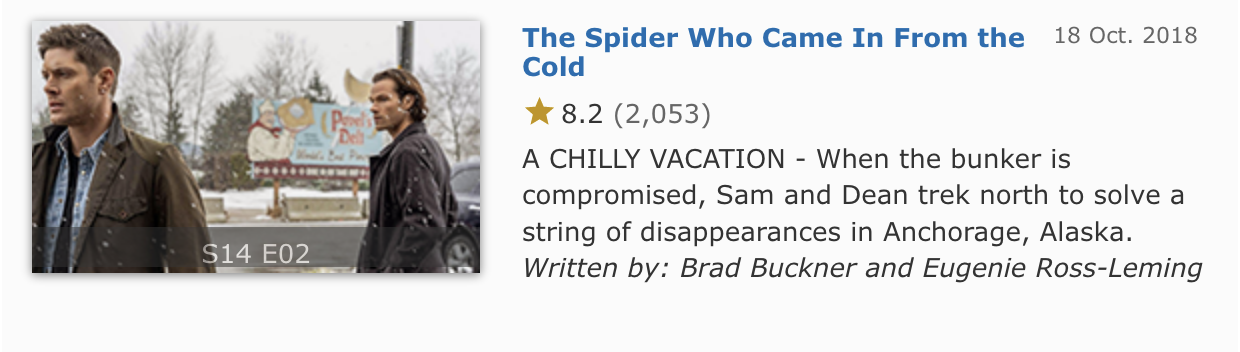 The Spider Who Came In From the Cold
18 Oct. 2018
8.2 (2,053)
A CHILLY VACATION - When the bunker is
compromised, Sam and Dean trek north to solve a
string of disappearances in Anchorage, Alaska.
Written by: Brad Buckner and Eugenie Ross-Leming
Pavel's
Deli
World's Best
S14 E02